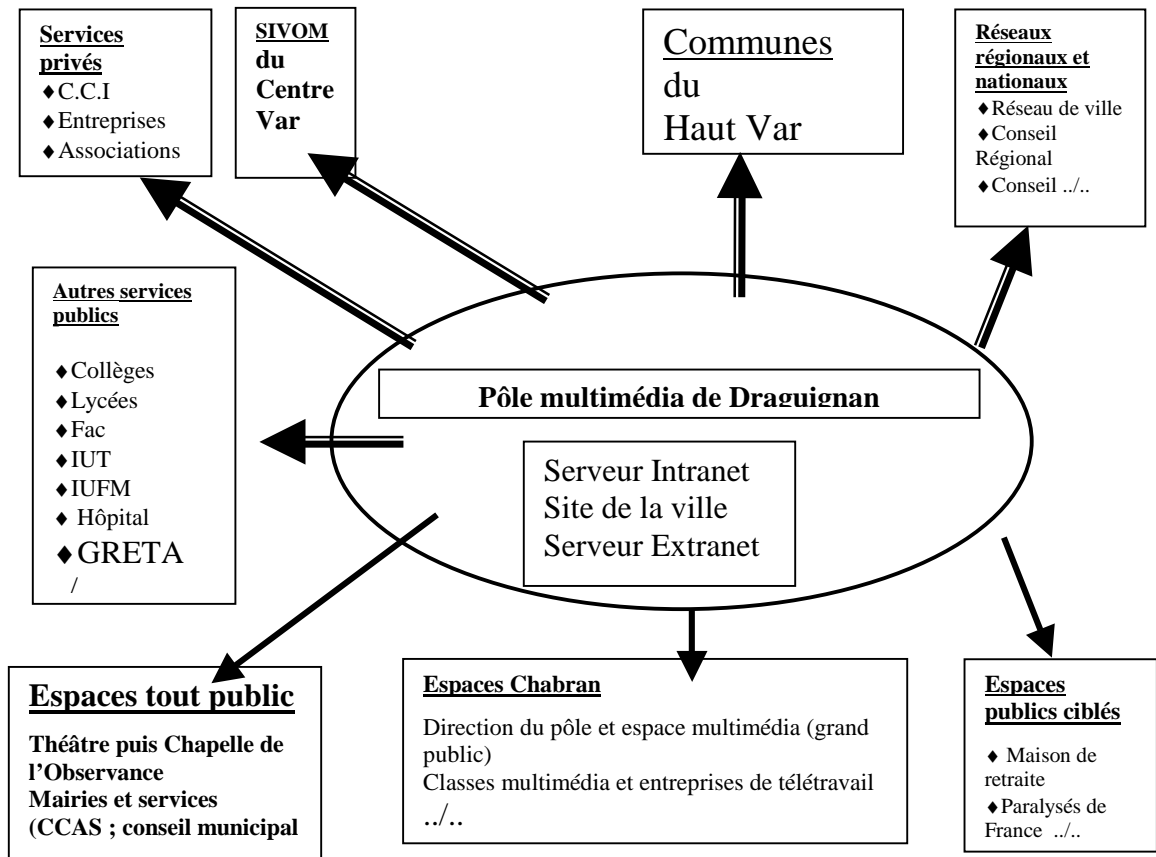 Services
privés
♦C.C.I
♦Entreprises
♦Associations
SIVOM
du
Centre
Var
Communes
du
Haut Var
Réseaux
régionaux et
nationaux
♦Réseau de ville
♦Conseil
Régional
♦Conseil ../..
Autres services
publics
♦Collèges
♦Lycées
♦Fac
♦IUT
♦IUFM
♦ Hôpital
♦GRETA
/
Pôle multimédia de Draguignan
Serveur Intranet
Site de la ville
Serveur Extranet
Espaces tout public
Théâtre puis Chapelle de
l’Observance
Mairies et services
(CCAS ; conseil municipal
Espaces Chabran
Direction du pôle et espace multimédia (grand
public)
Classes multimédia et entreprises de télétravail
../..
Espaces
publics ciblés
♦ Maison de
retraite
♦Paralysés de
France ../..